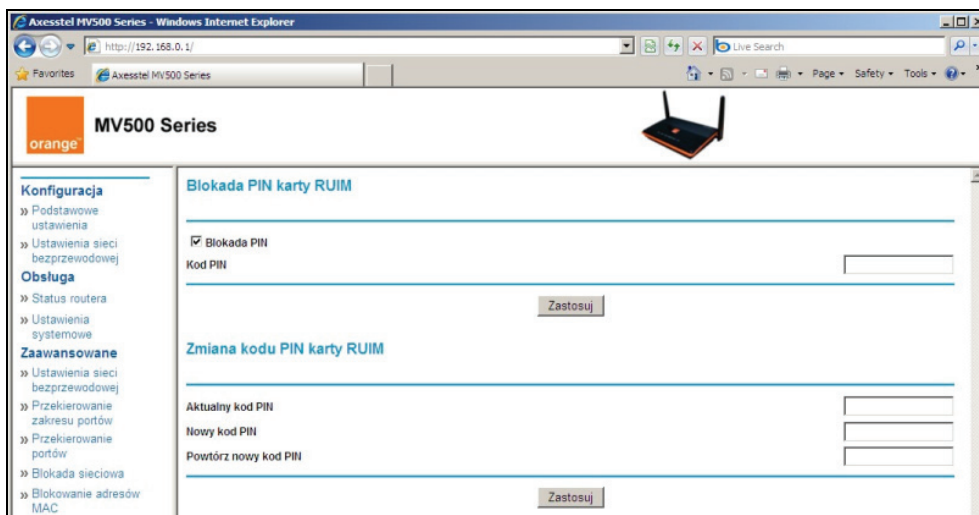 Axesstel MV500 Series - Windows Internet Explorer
http://192.168.0.1/
Live Search
Favorites
Axesstel MV500 Series
Page
Safety
Tools
orange™
MV500 Series
Konfiguracja
» Podstawowe
ustawienia
» Ustawienia sieci
bezprzewodowej
Obsługa
» Status routera
» Ustawienia
systemowe
Zaawansowane
» Ustawienia sieci
bezprzewodowej
» Przekierowanie
zakresu portów
» Przekierowanie
portów
» Blokada sieciowa
» Blokowanie adresów
MAC
Blokada PIN karty RUIM
Blokada PIN
Kod PIN
Zastosuj
Zmiana kodu PIN karty RUIM
Aktualny kod PIN
Nowy kod PIN
Powtórz nowy kod PIN
Zastosuj